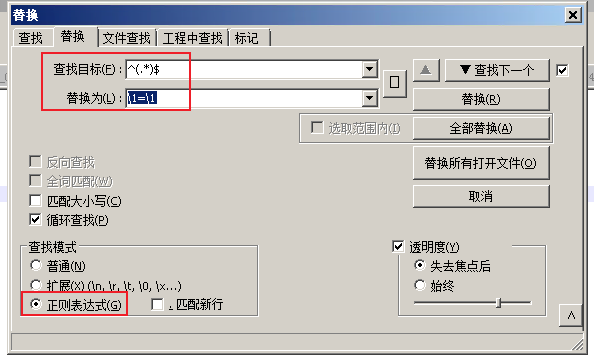 替换
查找 替换 文件查找 工程中查找 标记
查找目标(F) : ^(.*)$ ▼查找下一个
替换为(L) : \1=\1 替换(R)
选取范围内(I) 全部替换(A)
反向查找 替换所有打开文件(O)
全词匹配(W) 取消
匹配大小写(C)
循环查找(P)
查找模式 透明度(Y)
普通(N) 失去焦点后
扩展(X) (\n, \r, \t, \0, \x...) 始终
正则表达式(G) . 匹配新行